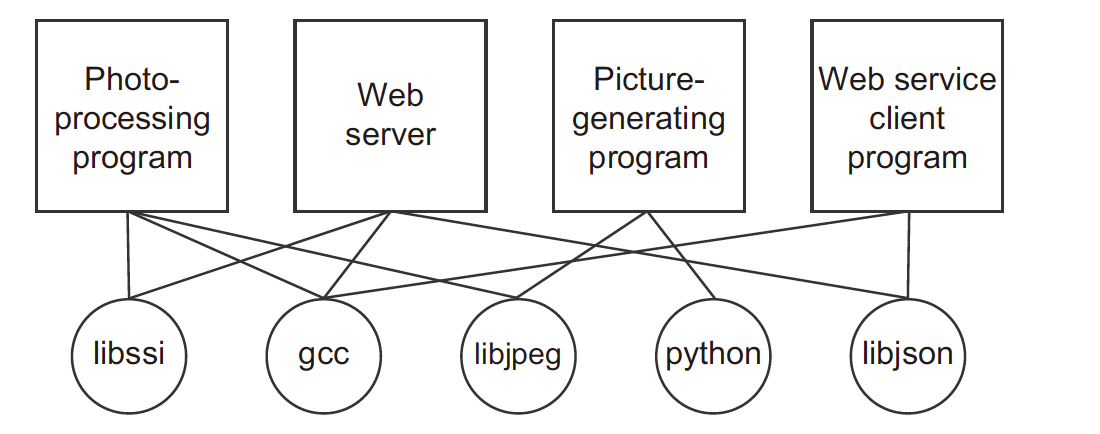 Photo-
processing
program
Web
server
Picture-
generating
program
Web service
client
program
libssi
gcc
libjpeg
python
libjson